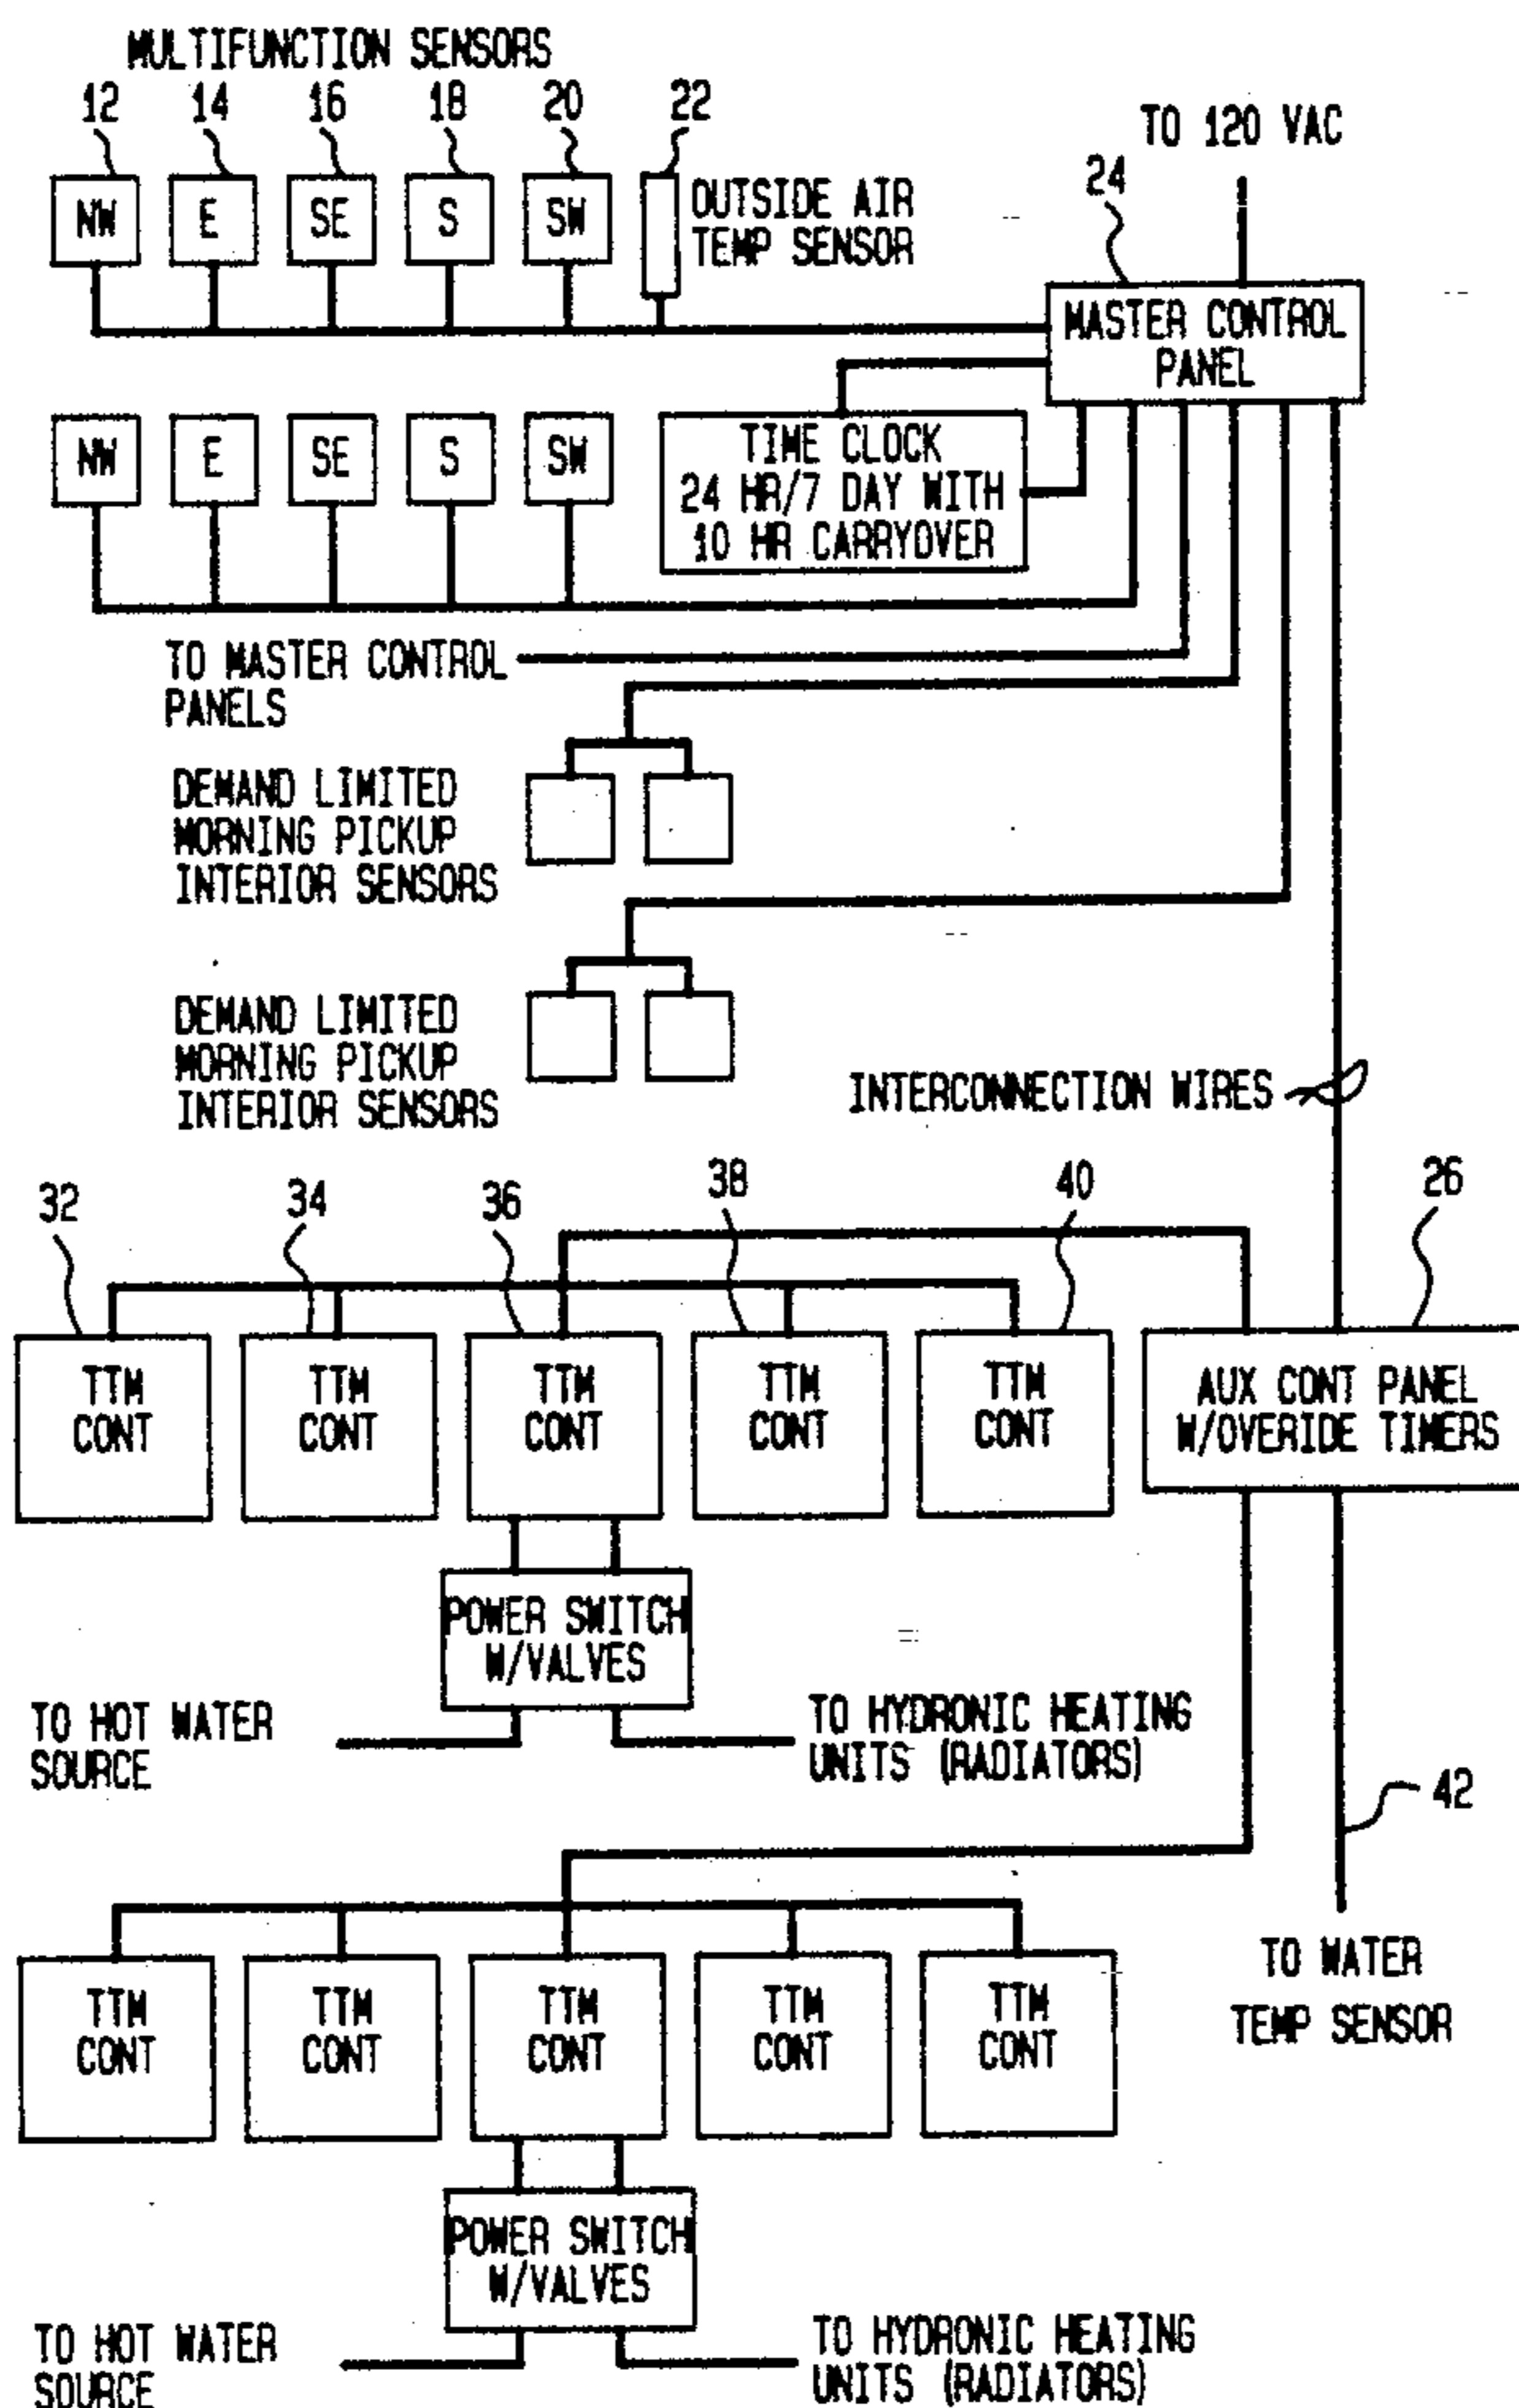 MULTIFUNCTION SENSORS
12 14 16 18 20 22
TO 120 VAC
24
NW E SE S SW
OUTSIDE AIR
TEMP SENSOR
MASTER CONTROL
PANEL
NW E SE S SW
TIME CLOCK
24 HR/7 DAY WITH
10 HR CARRYOVER
TO MASTER CONTROL
PANELS
DEMAND LIMITED
MORNING PICKUP
INTERIOR SENSORS
DEMAND LIMITED
MORNING PICKUP
INTERIOR SENSORS
INTERCONNECTION WIRES
32 34 36 38 40 26
TTM
CONT
TTM
CONT
TTM
CONT
TTM
CONT
TTM
CONT
AUX CONT PANEL
W/OVERIDE TIMERS
POWER SWITCH
W/VALVES
TO HOT WATER
SOURCE
TO HYDRONIC HEATING
UNITS (RADIATORS)
42
TTM
CONT
TTM
CONT
TTM
CONT
TTM
CONT
TTM
CONT
TO WATER
TEMP SENSOR
POWER SWITCH
W/VALVES
TO HOT WATER
SOURCE
TO HYDRONIC HEATING
UNITS (RADIATORS)